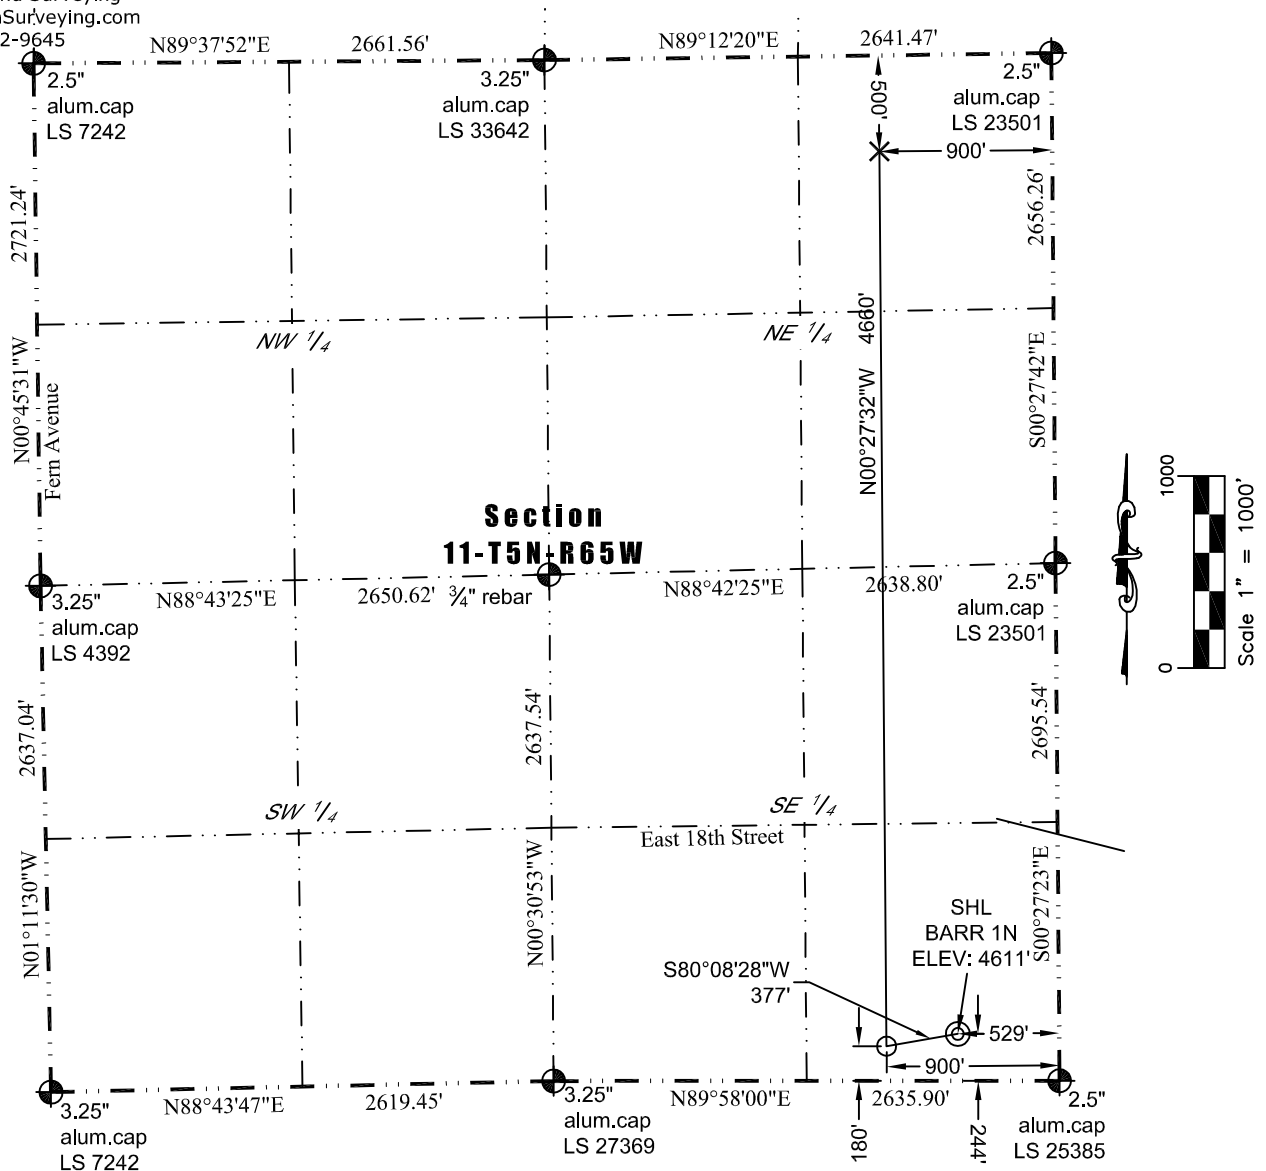 Surveying.com
2-9645
N89°37'52"E
2661.56'
N89°12'20"E
2641.47'
2.5"
alum.cap
LS 7242
3.25"
alum.cap
LS 33642
2.5"
alum.cap
LS 23501
500'
900'
2721.24'
2656.26'
NW 1/4
NE 1/4
N00°45'31"W
Fern Avenue
N00°27'32"W 4660'
S00°27'42"E
Section
11-T5N-R65W
1000
0
Scale 1" = 1000'
3.25"
alum.cap
LS 4392
N88°43'25"E
2650.62'
¾" rebar
N88°42'25"E
2638.80'
2.5"
alum.cap
LS 23501
2637.04'
2637.54'
2695.54'
SW 1/4
SE 1/4
East 18th Street
N01°11'30"W
N00°30'53"W
S00°27'23"E
SHL
BARR 1N
ELEV: 4611'
S80°08'28"W
377'
529'
900'
3.25"
alum.cap
LS 7242
N88°43'47"E
2619.45'
3.25"
alum.cap
LS 27369
N89°58'00"E
2635.90'
180'
244'
2.5"
alum.cap
LS 25385